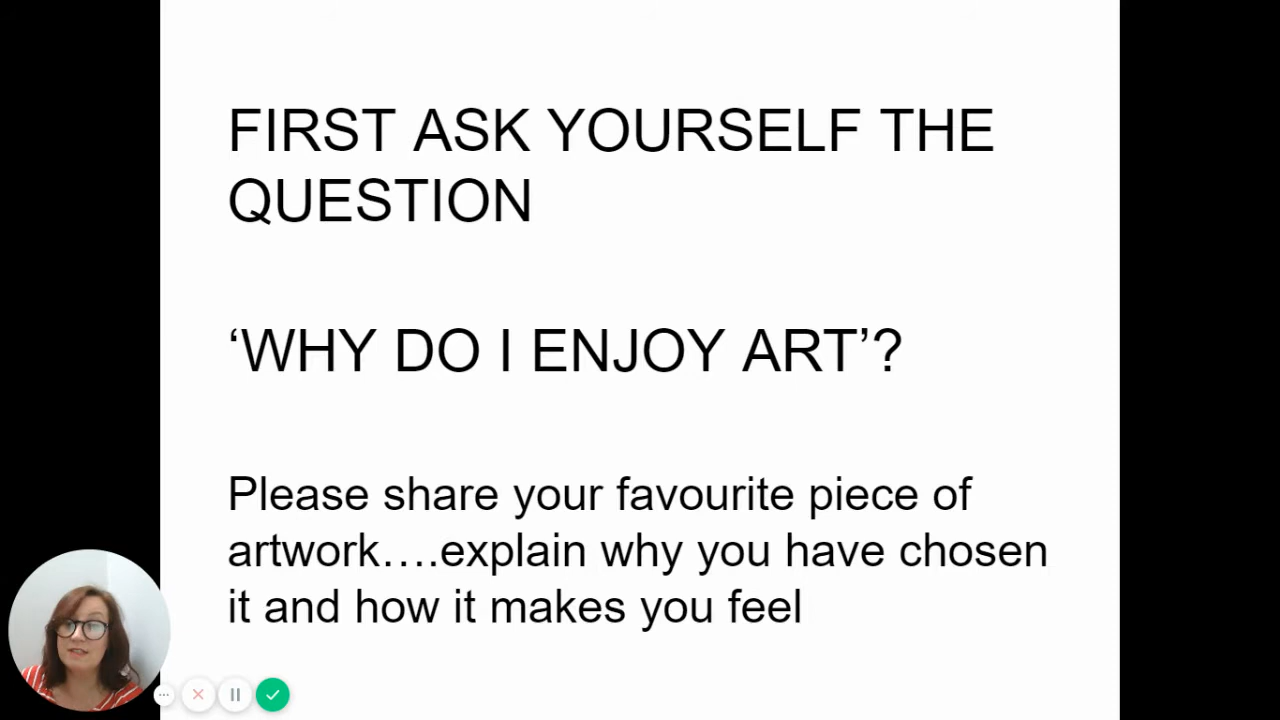 FIRST ASK YOURSELF THE
QUESTION
‘WHY DO I ENJOY ART’?
Please share your favourite piece of
artwork....explain why you have chosen
it and how it makes you feel